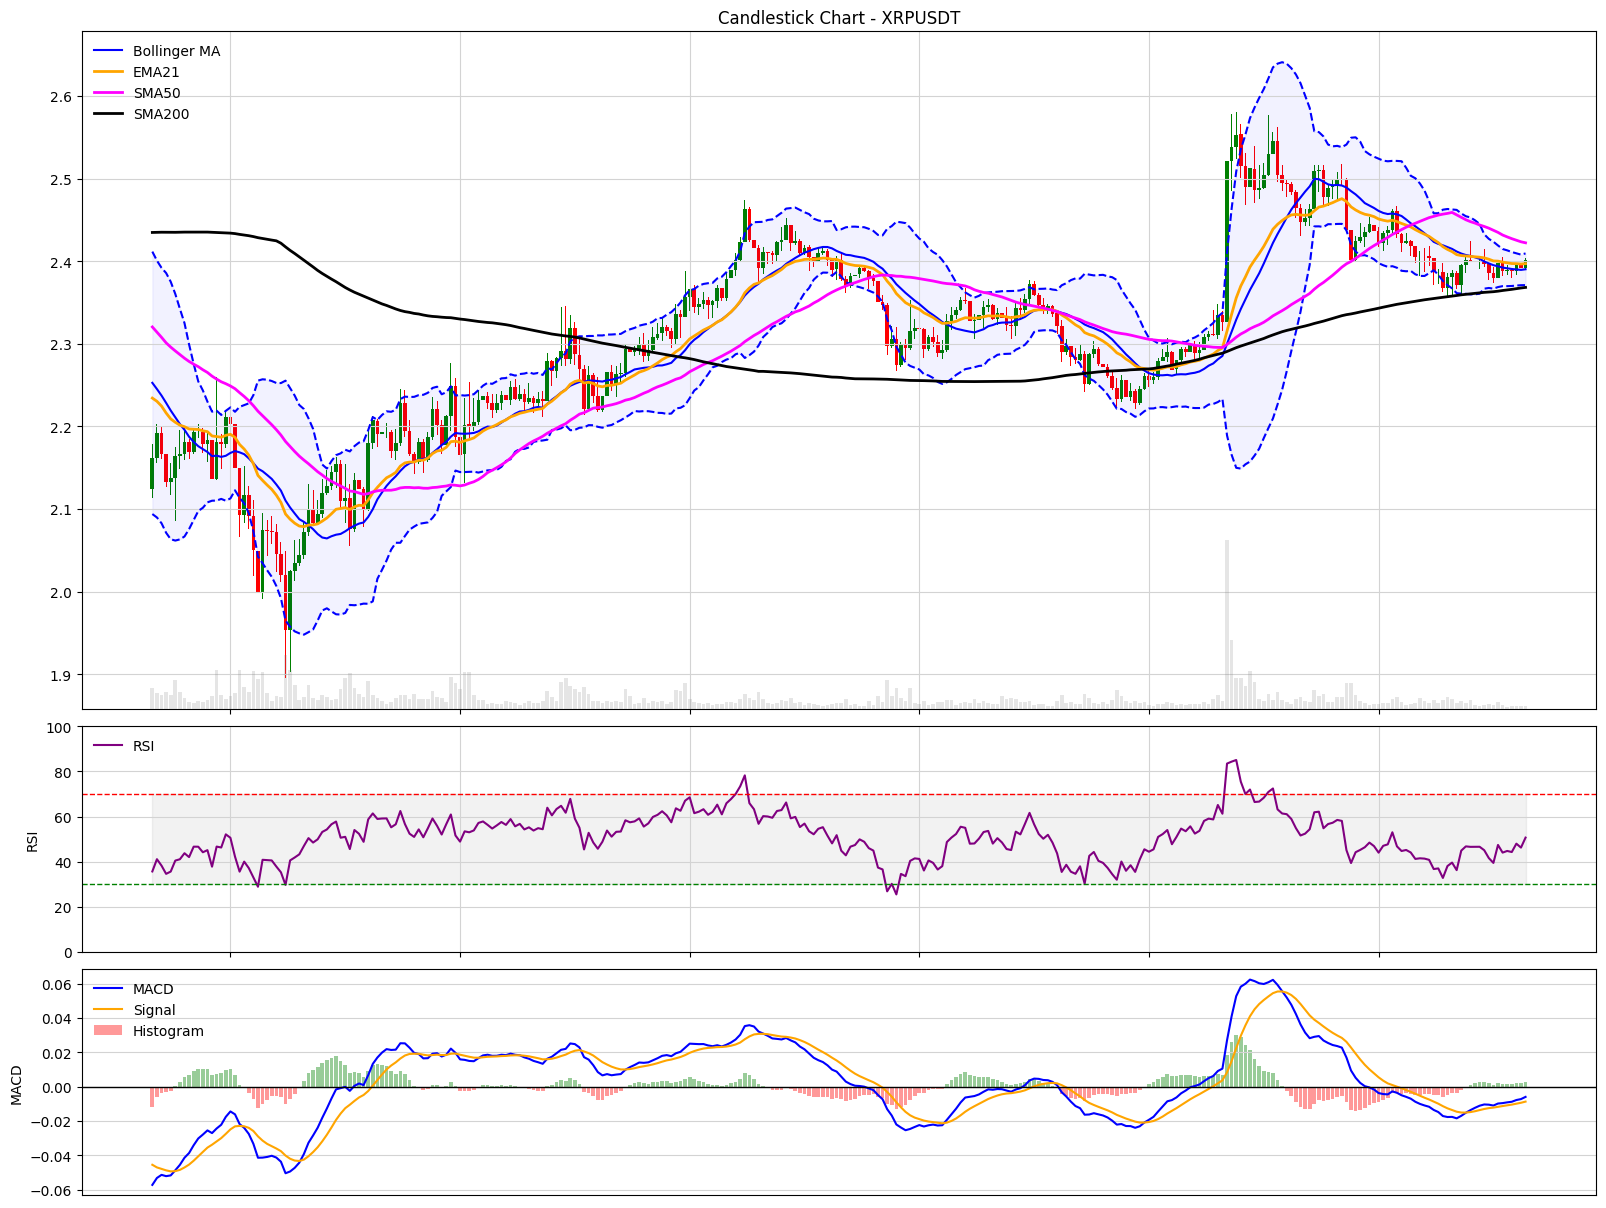 Candlestick Chart - XRPUSDT
Bollinger MA
EMA21
SMA50
SMA200
2.6
2.5
2.4
2.3
2.2
2.1
2.0
1.9
RSI
100
80
60
40
20
0
RSI
MACD
Signal
Histogram
0.06
0.04
0.02
0.00
−0.02
−0.04
−0.06
MACD